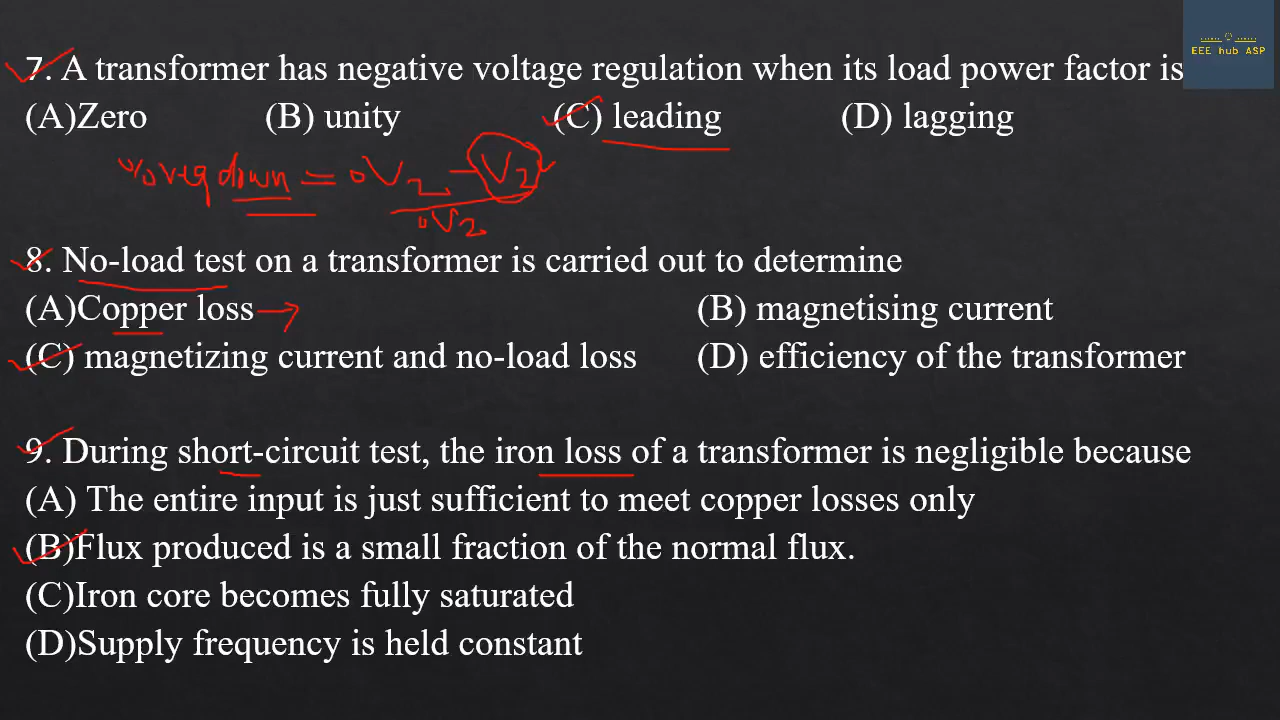 EEE hub ASP
7. A transformer has negative voltage regulation when its load power factor is
(A)Zero (B) unity (C) leading (D) lagging
%reg down = 0V2 - V2
0V2
8. No-load test on a transformer is carried out to determine
(A)Copper loss (B) magnetising current
(C) magnetizing current and no-load loss (D) efficiency of the transformer
9. During short-circuit test, the iron loss of a transformer is negligible because
(A) The entire input is just sufficient to meet copper losses only
(B)Flux produced is a small fraction of the normal flux.
(C)Iron core becomes fully saturated
(D)Supply frequency is held constant